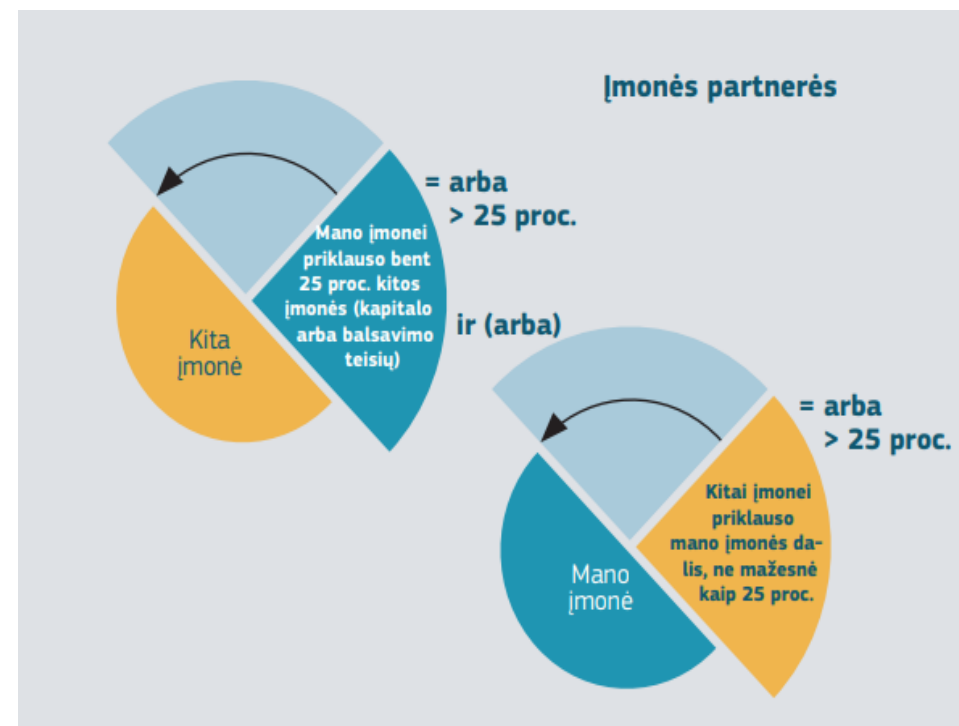 Įmonės partnerės
= arba
> 25 proc.
Mano įmonei
priklauso bent
25 proc. kitos
įmonės (kapitalo
arba balsavimo
teisių)
Kita
įmonė
ir (arba)
= arba
> 25 proc.
Kitai įmonei
priklauso
mano įmonės da-
lis, ne mažesnė
kaip 25 proc.
Mano
įmonė